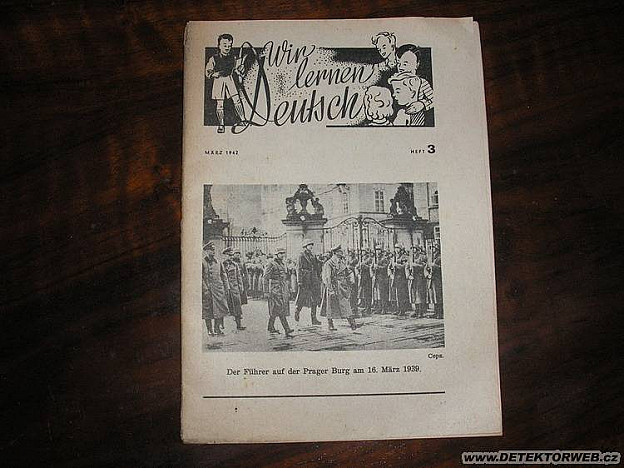 Wir
lernen
Deutsch
MÄRZ 1942
HEFT 3
Cepa.
Der Führer auf der Prager Burg am 16. März 1939.
WWW.DETEKTORWEB.CZ